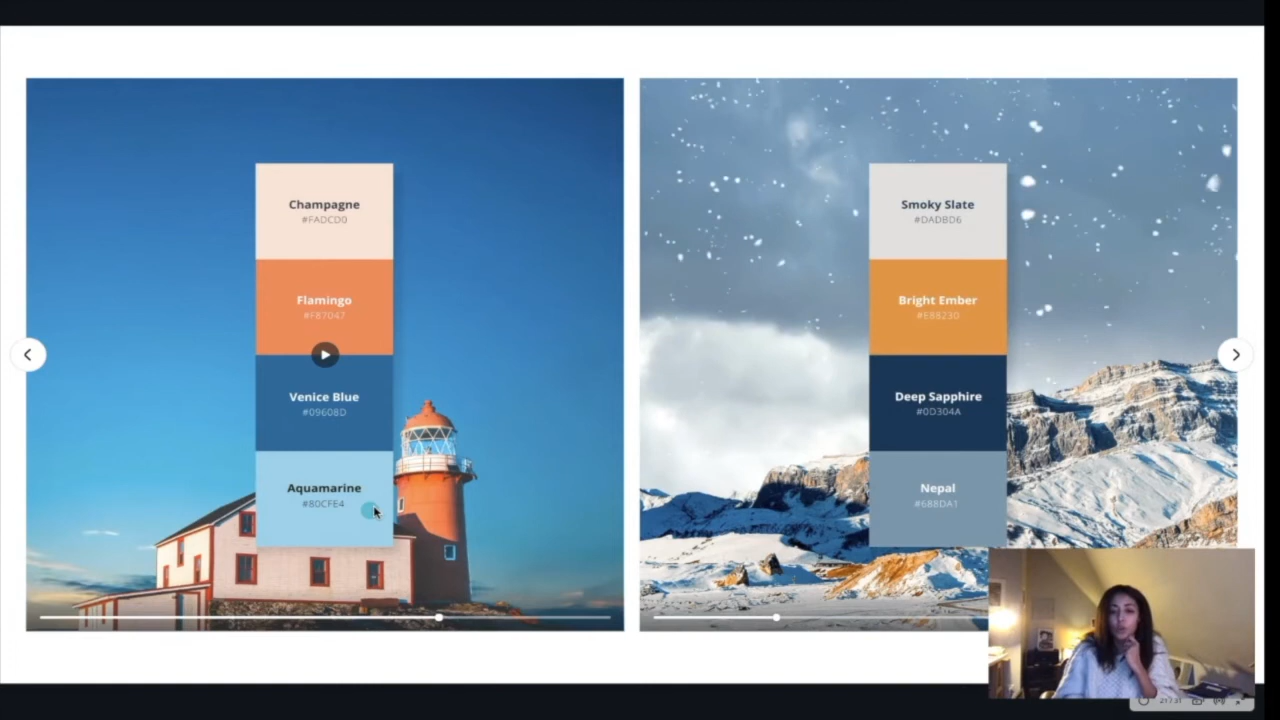 Champagne
#FADCD0
Flamingo
#F87047
Venice Blue
#09608D
Aquamarine
#80CFE4
Smoky Slate
#DADBD6
Bright Ember
#E88230
Deep Sapphire
#0D304A
Nepal
#688DA1